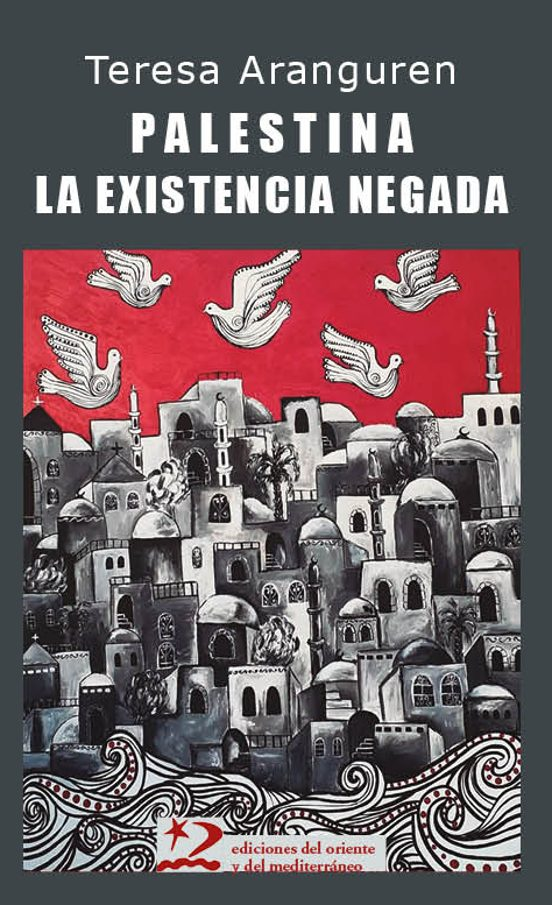 Teresa Aranguren
PALESTINA
LA EXISTENCIA NEGADA
ediciones del oriente
y del mediterráneo